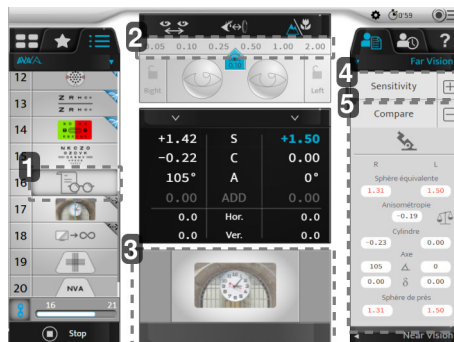 0:59
AVA
12
13
Z R H N V
14
15
N E C Z O
O Z D V K
16
17
18
→∞
19
20 NVA
16 21
Stop
1
2
0.05 0.10 0.25 0.50 1.00 2.00
0.10
Right Left
+1.42 S +1.50
−0.22 C 0.00
105° A 0°
0.00 ADD 0.00
0.0 Hor. 0.0
0.0 Ver. 0.0
3
?
Far Vision
4
Sensitivity
5
Compare
R L
Sphère équivalente
1.31 1.50
Anisométropie
-0.19
Cylindre
-0.23 0.00
Axe
105 0
0.00 δ 0.00
Sphère de près
1.31 1.50
Near Vision